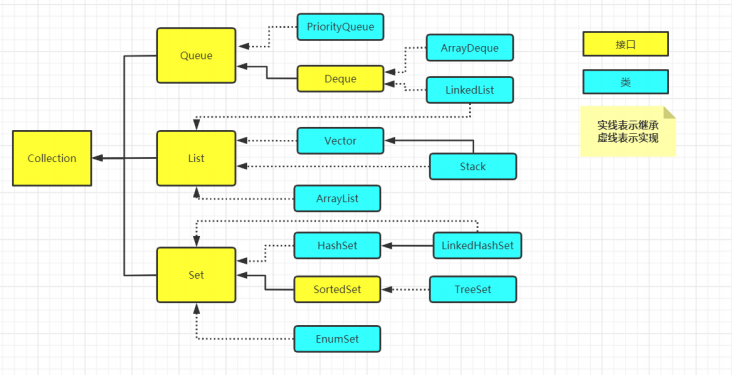 PriorityQueue
Queue
ArrayDeque
接口
Deque
LinkedList
类
实线表示继承
虚线表示实现
Collection
List
Vector
Stack
ArrayList
HashSet
LinkedHashSet
Set
SortedSet
TreeSet
EnumSet